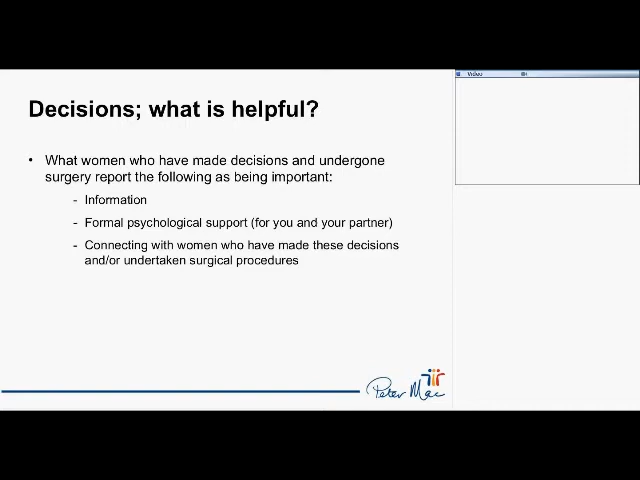 Video
Decisions; what is helpful?
• What women who have made decisions and undergone
surgery report the following as being important:
- Information
- Formal psychological support (for you and your partner)
- Connecting with women who have made these decisions
and/or undertaken surgical procedures
Peter Mac